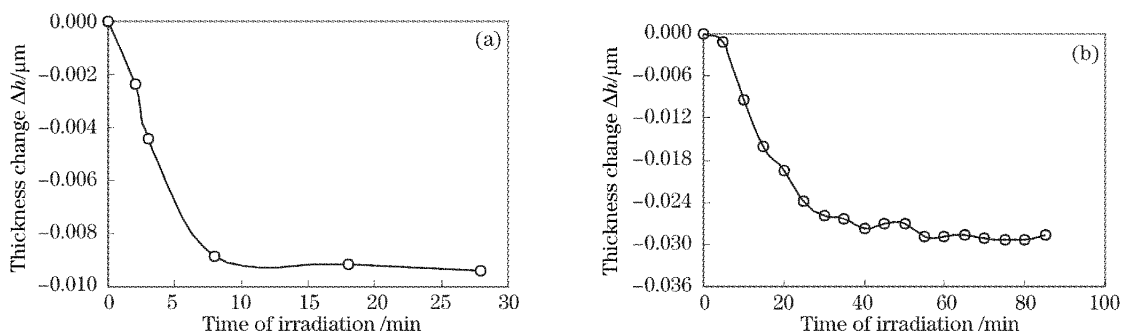 (a)
Thickness change Δh/μm
0.000
−0.002
−0.004
−0.006
−0.008
−0.010
0 5 10 15 20 25 30
Time of irradiation /min
(b)
Thickness change Δh/μm
0.000
−0.006
−0.012
−0.018
−0.024
−0.030
−0.036
0 20 40 60 80 100
Time of irradiation /min